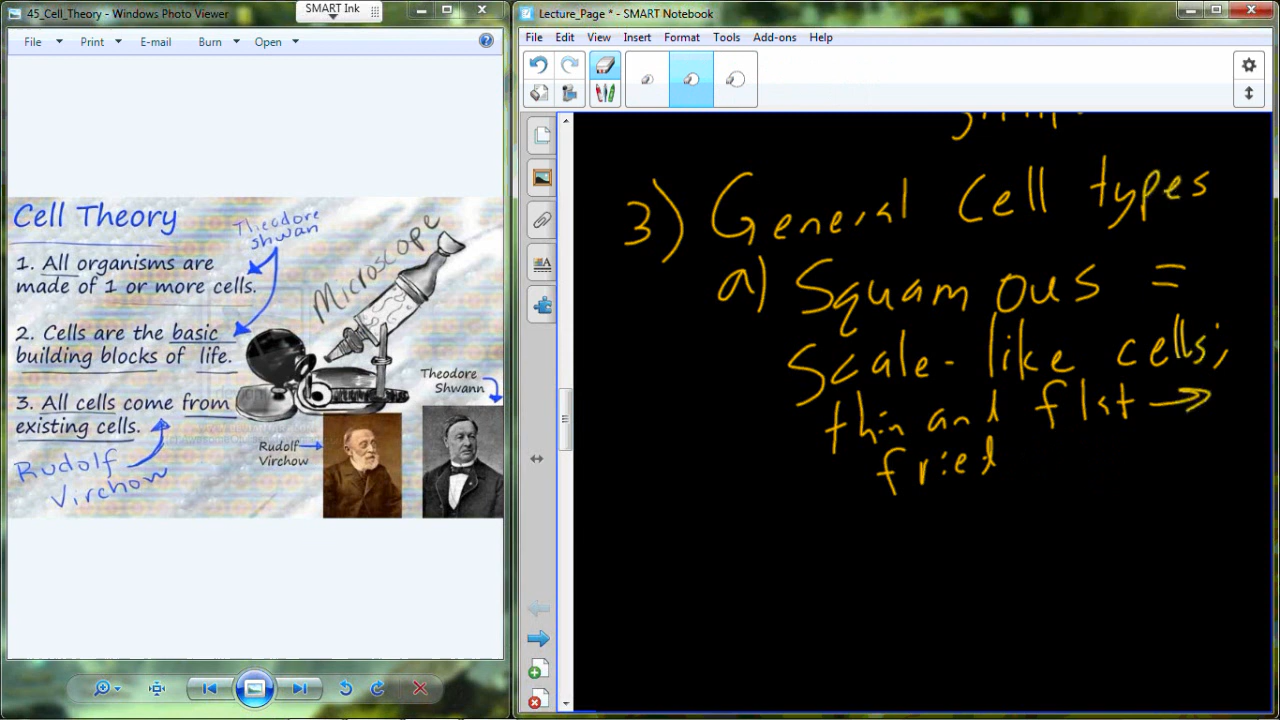 45_Cell_Theory - Windows Photo Viewer
SMART Ink
File Print E-mail Burn Open
Cell Theory
Theodore
shwan
1. All organisms are
made of 1 or more cells.
Microscope
2. Cells are the basic
building blocks of life.
3. All cells come from
existing cells.
Rudolf
Virchow
Theodore
Shwann
Rudolf
Virchow
Lecture_Page * - SMART Notebook
File Edit View Insert Format Tools Add-ons Help
3) General Cell types
a) Squamous =
Scale-like cells;
thin and flat →
fried